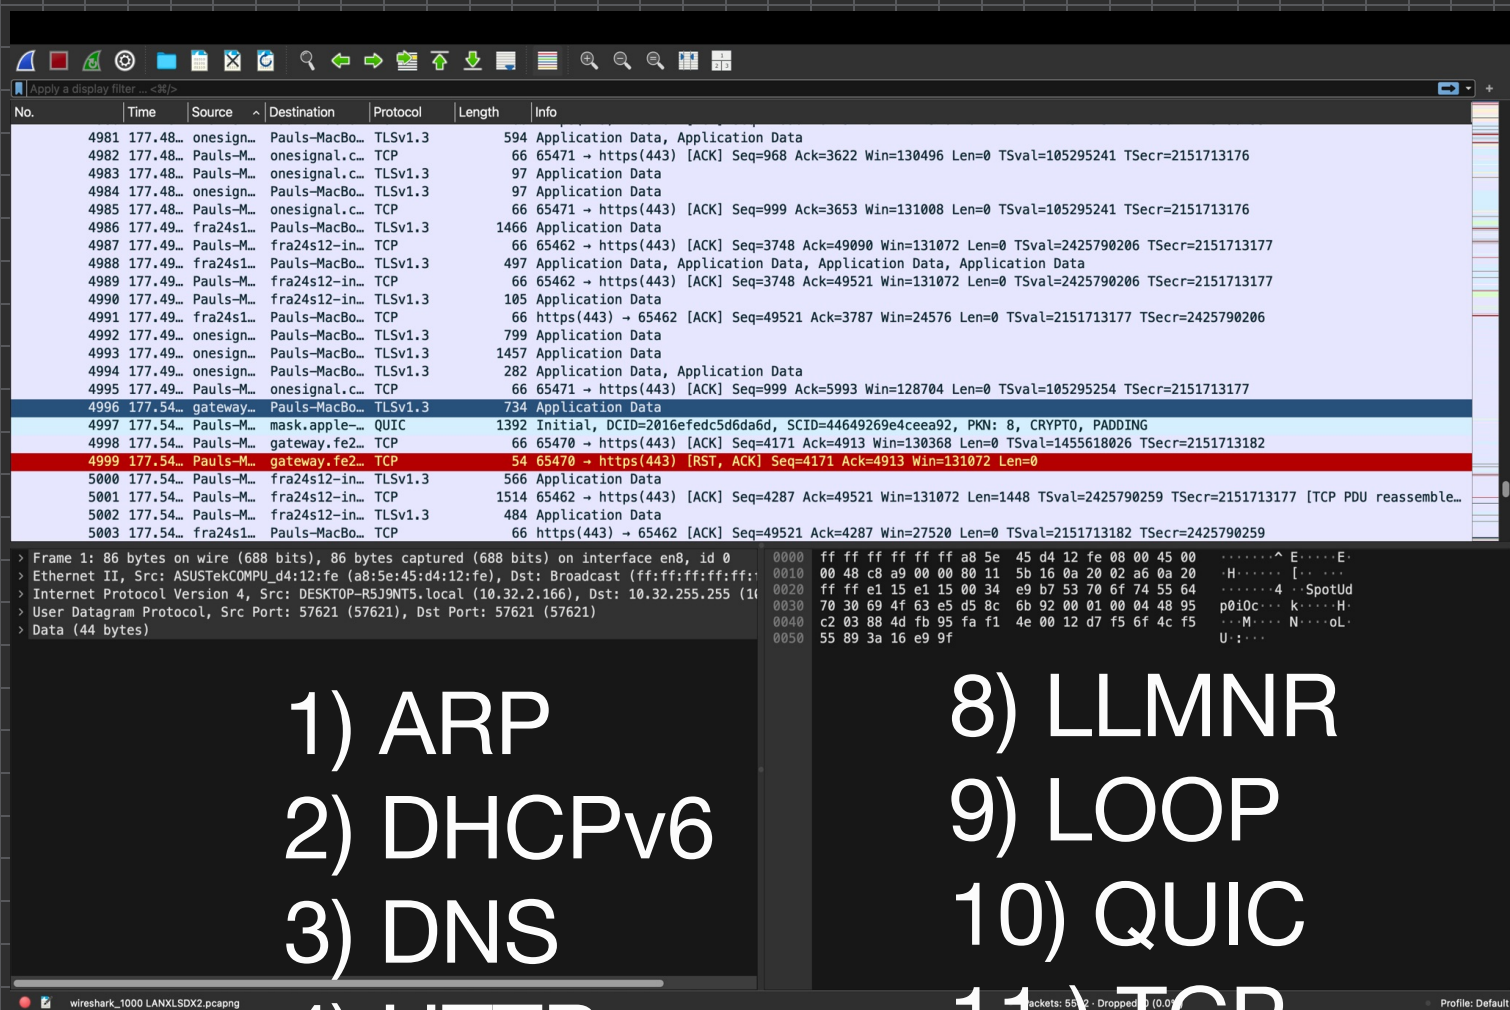 Apply a display filter ... <⌘/>
No. Time Source Destination Protocol Length Info
4981 177.48… onesign… Pauls-MacBo… TLSv1.3 594 Application Data, Application Data
4982 177.48… Pauls-M… onesignal.c… TCP 66 65471 → https(443) [ACK] Seq=968 Ack=3622 Win=130496 Len=0 TSval=105295241 TSecr=2151713176
4983 177.48… Pauls-M… onesignal.c… TLSv1.3 97 Application Data
4984 177.48… onesign… Pauls-MacBo… TLSv1.3 97 Application Data
4985 177.48… Pauls-M… onesignal.c… TCP 66 65471 → https(443) [ACK] Seq=999 Ack=3653 Win=131008 Len=0 TSval=105295241 TSecr=2151713176
4986 177.49… fra24s1… Pauls-MacBo… TLSv1.3 1466 Application Data
4987 177.49… Pauls-M… fra24s12-in… TCP 66 65462 → https(443) [ACK] Seq=3748 Ack=49090 Win=131072 Len=0 TSval=2425790206 TSecr=2151713177
4988 177.49… fra24s1… Pauls-MacBo… TLSv1.3 497 Application Data, Application Data, Application Data, Application Data
4989 177.49… Pauls-M… fra24s12-in… TCP 66 65462 → https(443) [ACK] Seq=3748 Ack=49521 Win=131072 Len=0 TSval=2425790206 TSecr=2151713177
4990 177.49… Pauls-M… fra24s12-in… TLSv1.3 105 Application Data
4991 177.49… fra24s1… Pauls-MacBo… TCP 66 https(443) → 65462 [ACK] Seq=49521 Ack=3787 Win=24576 Len=0 TSval=2151713177 TSecr=2425790206
4992 177.49… onesign… Pauls-MacBo… TLSv1.3 799 Application Data
4993 177.49… onesign… Pauls-MacBo… TLSv1.3 1457 Application Data
4994 177.49… onesign… Pauls-MacBo… TLSv1.3 282 Application Data, Application Data
4995 177.49… Pauls-M… onesignal.c… TCP 66 65471 → https(443) [ACK] Seq=999 Ack=5993 Win=128704 Len=0 TSval=105295254 TSecr=2151713177
4996 177.54… gateway… Pauls-MacBo… TLSv1.3 734 Application Data
4997 177.54… Pauls-M… mask.apple-… QUIC 1392 Initial, DCID=2016efedc5d6da6d, SCID=44649269e4ceea92, PKN: 8, CRYPTO, PADDING
4998 177.54… Pauls-M… gateway.fe2… TCP 66 65470 → https(443) [ACK] Seq=4171 Ack=4913 Win=130368 Len=0 TSval=1455618026 TSecr=2151713182
4999 177.54… Pauls-M… gateway.fe2… TCP 54 65470 → https(443) [RST, ACK] Seq=4171 Ack=4913 Win=131072 Len=0
5000 177.54… Pauls-M… fra24s12-in… TLSv1.3 566 Application Data
5001 177.54… Pauls-M… fra24s12-in… TCP 1514 65462 → https(443) [ACK] Seq=4287 Ack=49521 Win=131072 Len=1448 TSval=2425790259 TSecr=2151713177 [TCP PDU reassemble…
5002 177.54… Pauls-M… fra24s12-in… TLSv1.3 484 Application Data
5003 177.54… fra24s1… Pauls-MacBo… TCP 66 https(443) → 65462 [ACK] Seq=49521 Ack=4287 Win=27520 Len=0 TSval=2151713182 TSecr=2425790259
Frame 1: 86 bytes on wire (688 bits), 86 bytes captured (688 bits) on interface en8, id 0
Ethernet II, Src: ASUSTekCOMPU_d4:12:fe (a8:5e:45:d4:12:fe), Dst: Broadcast (ff:ff:ff:ff:ff:
Internet Protocol Version 4, Src: DESKTOP-R5J9NT5.local (10.32.2.166), Dst: 10.32.255.255 (10
User Datagram Protocol, Src Port: 57621 (57621), Dst Port: 57621 (57621)
Data (44 bytes)
0000 ff ff ff ff ff ff a8 5e 45 d4 12 fe 08 00 45 00 ·······^ E·····E·
0010 00 48 c8 a9 00 00 80 11 5b 16 0a 20 02 a6 0a 20 ·H······ [·· ···
0020 ff ff e1 15 e1 15 00 34 e9 b7 53 70 6f 74 55 64 ·······4 ··SpotUd
0030 70 30 69 4f 63 e5 d5 8c 6b 92 00 01 00 04 48 95 p0iOc··· k·····H·
0040 c2 03 88 4d fb 95 fa f1 4e 00 12 d7 f5 6f 4c f5 ···M···· N····oL·
0050 55 89 3a 16 e9 9f U·:···
1) ARP
2) DHCPv6
3) DNS
8) LLMNR
9) LOOP
10) QUIC
11) TCP
wireshark_1000 LANXLSDX2.pcapng
Profile: Default